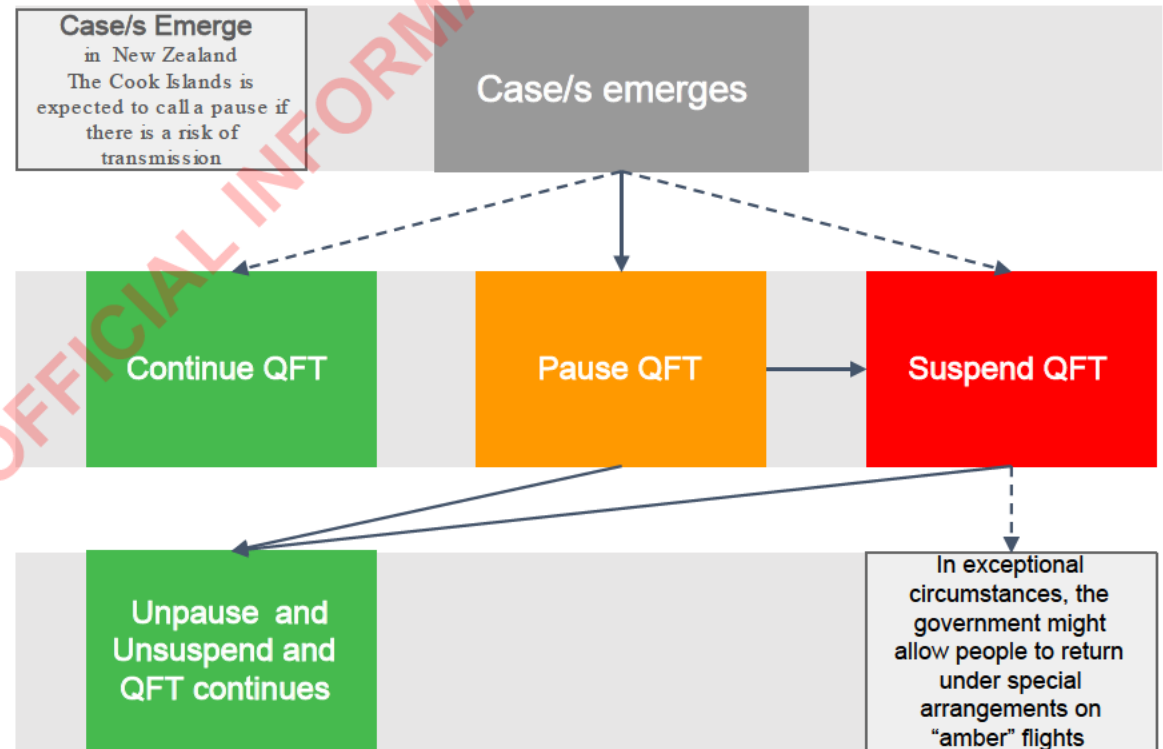 Case/s Emerge
in New Zealand
The Cook Islands is
expected to call a pause if
there is a risk of
transmission
Case/s emerges
OFFICIAL INFORMA
Continue QFT
Pause QFT
Suspend QFT
Unpause and
Unsuspend and
QFT continues
In exceptional
circumstances, the
government might
allow people to return
under special
arrangements on
“amber” flights